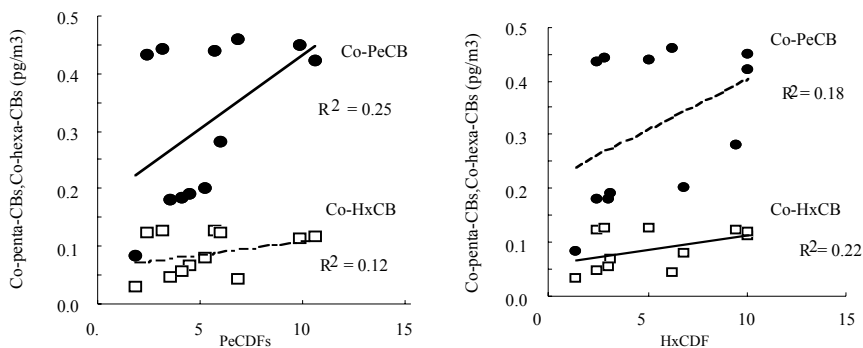 Co-penta-CBs,Co-hexa-CBs (pg/m3)
0.5
0.4
0.3
0.2
0.1
0.0
0.
5
10
15
PeCDFs
Co-PeCB
R2 = 0.25
Co-HxCB
R2 = 0.12
Co-penta-CBs,Co-hexa-CBs (pg/m3)
0.5
0.4
0.3
0.2
0.1
0.0
0
5
10
15
HxCDF
Co-PeCB
R2 = 0.18
Co-HxCB
R2 = 0.22